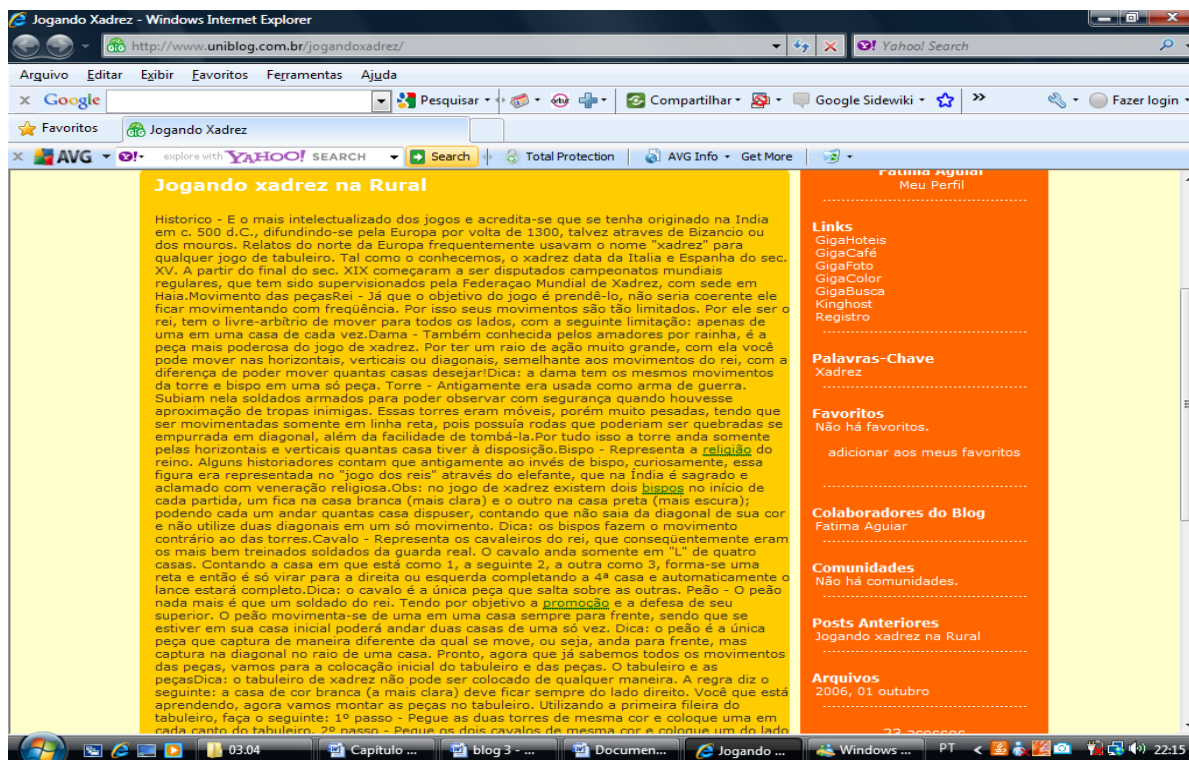 Jogando Xadrez - Windows Internet Explorer
http://www.uniblog.com.br/jogandoxadrez/
Yahoo! Search
Arquivo Editar Exibir Favoritos Ferramentas Ajuda
x Google Pesquisar Compartilhar Google Sidewiki >> Fazer login
Favoritos Jogando Xadrez
x AVG Y! explore with YAHOO! SEARCH Search Total Protection AVG Info Get More
Jogando xadrez na Rural
Historico - E o mais intelectualizado dos jogos e acredita-se que se tenha originado na India
em c. 500 d.C., difundindo-se pela Europa por volta de 1300, talvez atraves de Bizancio ou
dos mouros. Relatos do norte da Europa frequentemente usavam o nome "xadrez" para
qualquer jogo de tabuleiro. Tal como o conhecemos, o xadrez data da Italia e Espanha do sec.
XV. A partir do final do sec. XIX começaram a ser disputados campeonatos mundiais
regulares, que tem sido supervisionados pela Federaçao Mundial de Xadrez, com sede em
Haia.Movimento das peçasRei - Já que o objetivo do jogo é prendê-lo, não seria coerente ele
ficar movimentando com freqüência. Por isso seus movimentos são tão limitados. Por ele ser o
rei, tem o livre-arbítrio de mover para todos os lados, com a seguinte limitação: apenas de
uma em uma casa de cada vez.Dama - Também conhecida pelos amadores por rainha, é a
peça mais poderosa do jogo de xadrez. Por ter um raio de ação muito grande, com ela você
pode mover nas horizontais, verticais ou diagonais, semelhante aos movimentos do rei, com a
diferença de poder mover quantas casas desejar!Dica: a dama tem os mesmos movimentos
da torre e bispo em uma só peça. Torre - Antigamente era usada como arma de guerra.
Subiam nela soldados armados para poder observar com segurança quando houvesse
aproximação de tropas inimigas. Essas torres eram móveis, porém muito pesadas, tendo que
ser movimentadas somente em linha reta, pois possuía rodas que poderiam ser quebradas se
empurrada em diagonal, além da facilidade de tombá-la.Por tudo isso a torre anda somente
pelas horizontais e verticais quantas casa tiver à disposição.Bispo - Representa a religião do
reino. Alguns historiadores contam que antigamente ao invés de bispo, curiosamente, essa
figura era representada no "jogo dos reis" através do elefante, que na Índia é sagrado e
aclamado com veneração religiosa.Obs: no jogo de xadrez existem dois bispos no início de
cada partida, um fica na casa branca (mais clara) e o outro na casa preta (mais escura);
podendo cada um andar quantas casa dispuser, contando que não saia da diagonal de sua cor
e não utilize duas diagonais em um só movimento. Dica: os bispos fazem o movimento
contrário ao das torres.Cavalo - Representa os cavaleiros do rei, que conseqüentemente eram
os mais bem treinados soldados da guarda real. O cavalo anda somente em "L" de quatro
casas. Contando a casa em que está como 1, a seguinte 2, a outra como 3, forma-se uma
reta e então é só virar para a direita ou esquerda completando a 4ª casa e automaticamente o
lance estará completo.Dica: o cavalo é a única peça que salta sobre as outras. Peão - O peão
nada mais é que um soldado do rei. Tendo por objetivo a promoção e a defesa de seu
superior. O peão movimenta-se de uma em uma casa sempre para frente, sendo que se
estiver em sua casa inicial poderá andar duas casas de uma só vez. Dica: o peão é a única
peça que captura de maneira diferente da qual se move, ou seja, anda para frente, mas
captura na diagonal no raio de uma casa. Pronto, agora que já sabemos todos os movimentos
das peças, vamos para a colocação inicial do tabuleiro e das peças. O tabuleiro e as
peçasDica: o tabuleiro de xadrez não pode ser colocado de qualquer maneira. A regra diz o
seguinte: a casa de cor branca (a mais clara) deve ficar sempre do lado direito. Você que está
aprendendo, agora vamos montar as peças no tabuleiro. Utilizando a primeira fileira do
tabuleiro, faça o seguinte: 1º passo - Pegue as duas torres de mesma cor e coloque uma em
cada canto do tabuleiro. 2º passo - Pegue os dois cavalos de mesma cor e coloque um do lado
Fatima Aguiar
Meu Perfil
Links
GigaHoteis
GigaCafé
GigaFoto
GigaColor
GigaBusca
Kinghost
Registro
Palavras-Chave
Xadrez
Favoritos
Não há favoritos.
adicionar aos meus favoritos
Colaboradores do Blog
Fatima Aguiar
Comunidades
Não há comunidades.
Posts Anteriores
Jogando xadrez na Rural
Arquivos
2006, 01 outubro
23 acessos
03.04 Capítulo ... blog 3 - ... Documen... Jogando ... Windows ... PT < 22:15